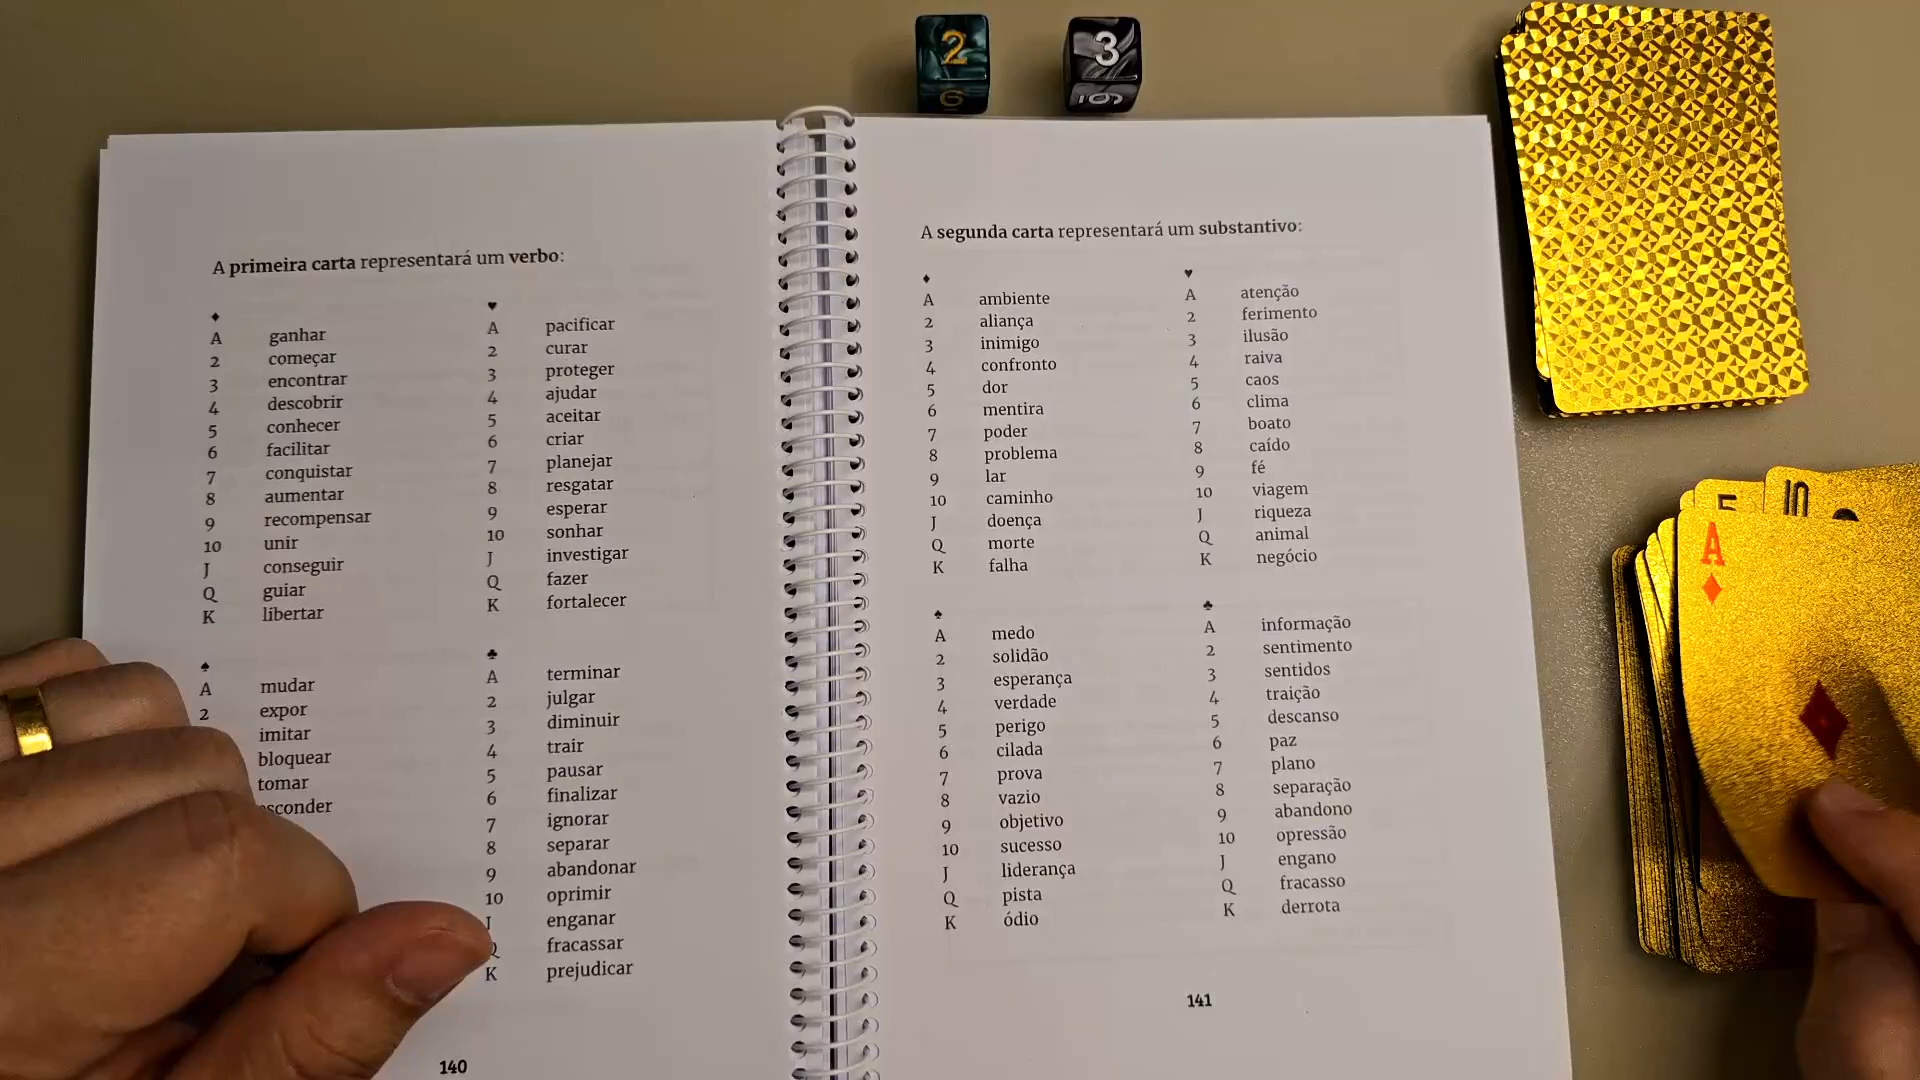 2
6
3
6
A primeira carta representará um verbo:
♦
A ganhar
2 começar
3 encontrar
4 descobrir
5 conhecer
6 facilitar
7 conquistar
8 aumentar
9 recompensar
10 unir
J conseguir
Q guiar
K libertar
♥
A pacificar
2 curar
3 proteger
4 ajudar
5 aceitar
6 criar
7 planejar
8 resgatar
9 esperar
10 sonhar
J investigar
Q fazer
K fortalecer
♠
A mudar
2 expor
imitar
bloquear
tomar
sconder
♣
A terminar
2 julgar
3 diminuir
4 trair
5 pausar
6 finalizar
7 ignorar
8 separar
9 abandonar
10 oprimir
J enganar
Q fracassar
K prejudicar
140
A segunda carta representará um substantivo:
♦
A ambiente
2 aliança
3 inimigo
4 confronto
5 dor
6 mentira
7 poder
8 problema
9 lar
10 caminho
J doença
Q morte
K falha
♥
A atenção
2 ferimento
3 ilusão
4 raiva
5 caos
6 clima
7 boato
8 caído
9 fé
10 viagem
J riqueza
Q animal
K negócio
♠
A medo
2 solidão
3 esperança
4 verdade
5 perigo
6 cilada
7 prova
8 vazio
9 objetivo
10 sucesso
J liderança
Q pista
K ódio
♣
A informação
2 sentimento
3 sentidos
4 traição
5 descanso
6 paz
7 plano
8 separação
9 abandono
10 opressão
J engano
Q fracasso
K derrota
141
5
10
A
♦